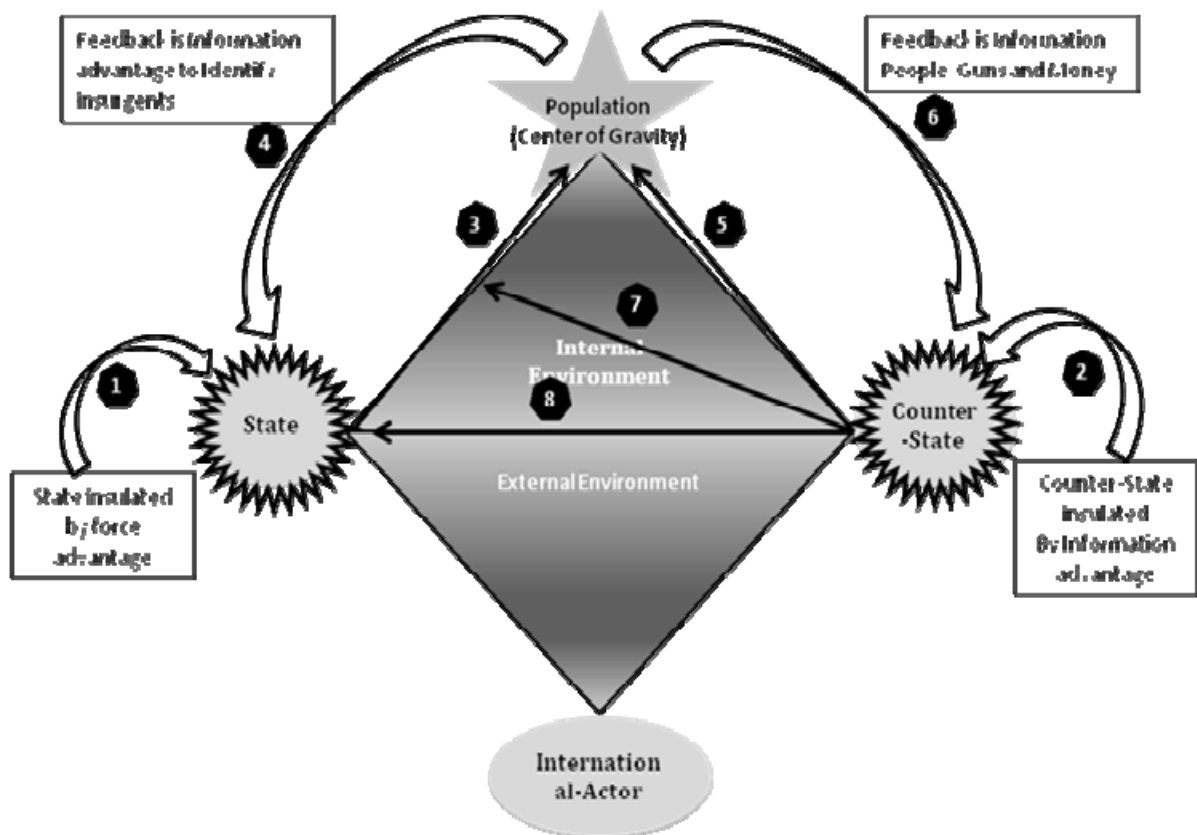 Feedback is Information
advantage to Identify
insurgents
Feedback is Information
People Guns and Money
Population
(Center of Gravity)
4
6
3
5
7
Internal
Environment
1
2
8
State
Counter
-State
External Environment
State insulated
by force
advantage
Counter-State
insulated
By Information
advantage
Internation
al-Actor